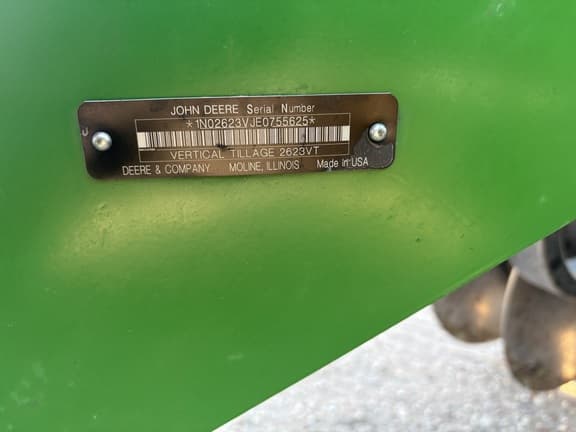 JOHN DEERE Serial Number
*1N02623VJE0755625*
VERTICAL TILLAGE 2623VT
DEERE & COMPANY MOLINE, ILLINOIS Made in USA